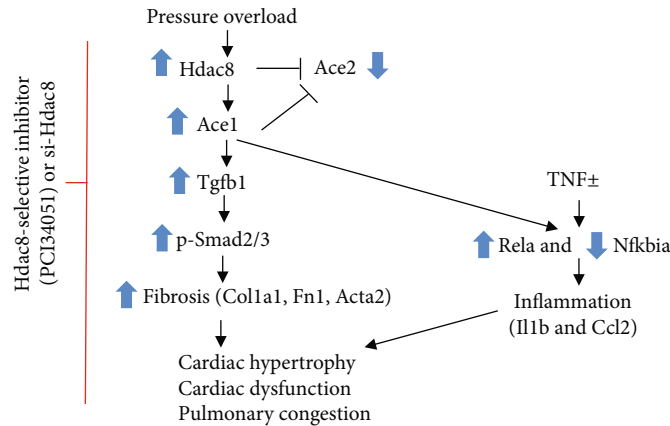 Pressure overload
Hdac8
Ace2
Ace1
Tgfb1
TNF±
p-Smad2/3
Rela and
Nfkbia
Fibrosis (Col1a1, Fn1, Acta2)
Inflammation
(Il1b and Ccl2)
Cardiac hypertrophy
Cardiac dysfunction
Pulmonary congestion
Hdac8-selective inhibitor
(PCI34051) or si-Hdac8